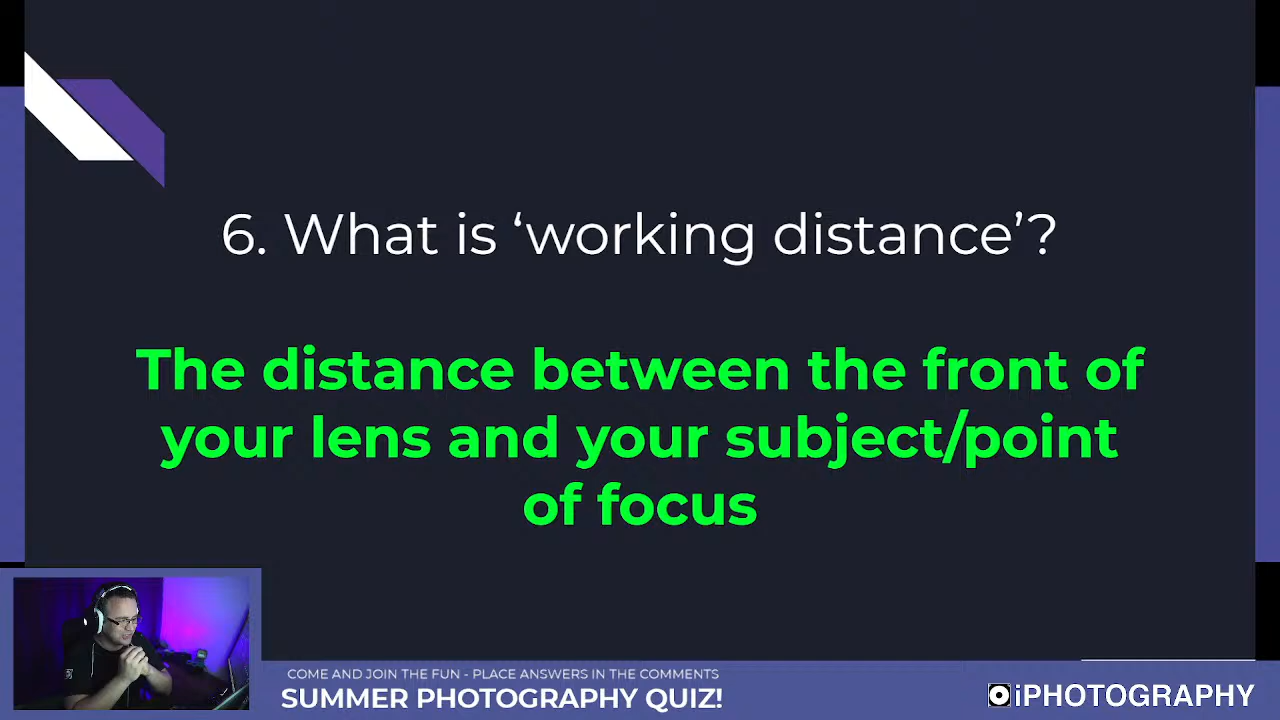 6. What is ‘working distance’?
The distance between the front of
your lens and your subject/point
of focus
COME AND JOIN THE FUN - PLACE ANSWERS IN THE COMMENTS
SUMMER PHOTOGRAPHY QUIZ!
iPHOTOGRAPHY